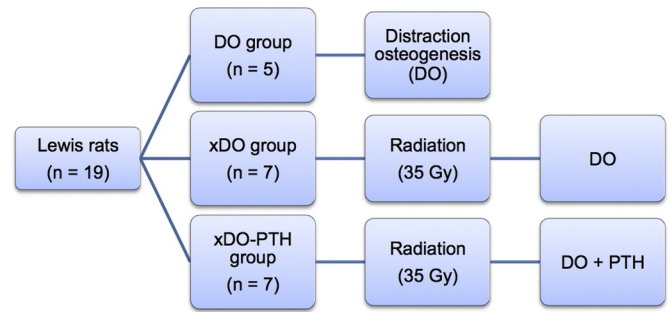 Lewis rats
(n = 19)
DO group
(n = 5)
Distraction
osteogenesis
(DO)
xDO group
(n = 7)
Radiation
(35 Gy)
DO
xDO-PTH
group
(n = 7)
Radiation
(35 Gy)
DO + PTH